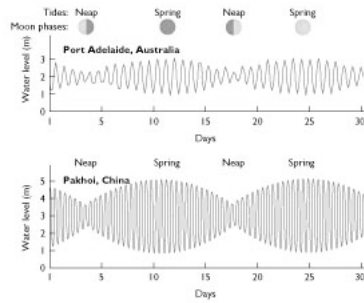 Tides: Neap Spring Neap Spring
Moon phases:
Port Adelaide, Australia
Water level (m)
3
2
1
0
1 5 10 15 20 25 30
Days
Neap Spring Neap Spring
Pakhoi, China
Water level (m)
5
4
3
2
1
0
1 5 10 15 20 25 30
Days